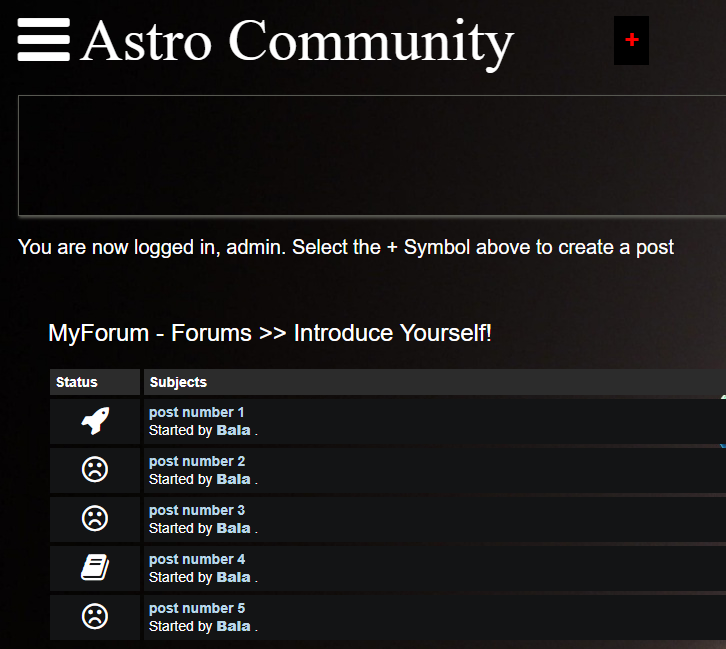 Astro Community
+
You are now logged in, admin. Select the + Symbol above to create a post
MyForum - Forums >> Introduce Yourself!
Status Subjects
post number 1
Started by Bala .
post number 2
Started by Bala .
post number 3
Started by Bala .
post number 4
Started by Bala .
post number 5
Started by Bala .